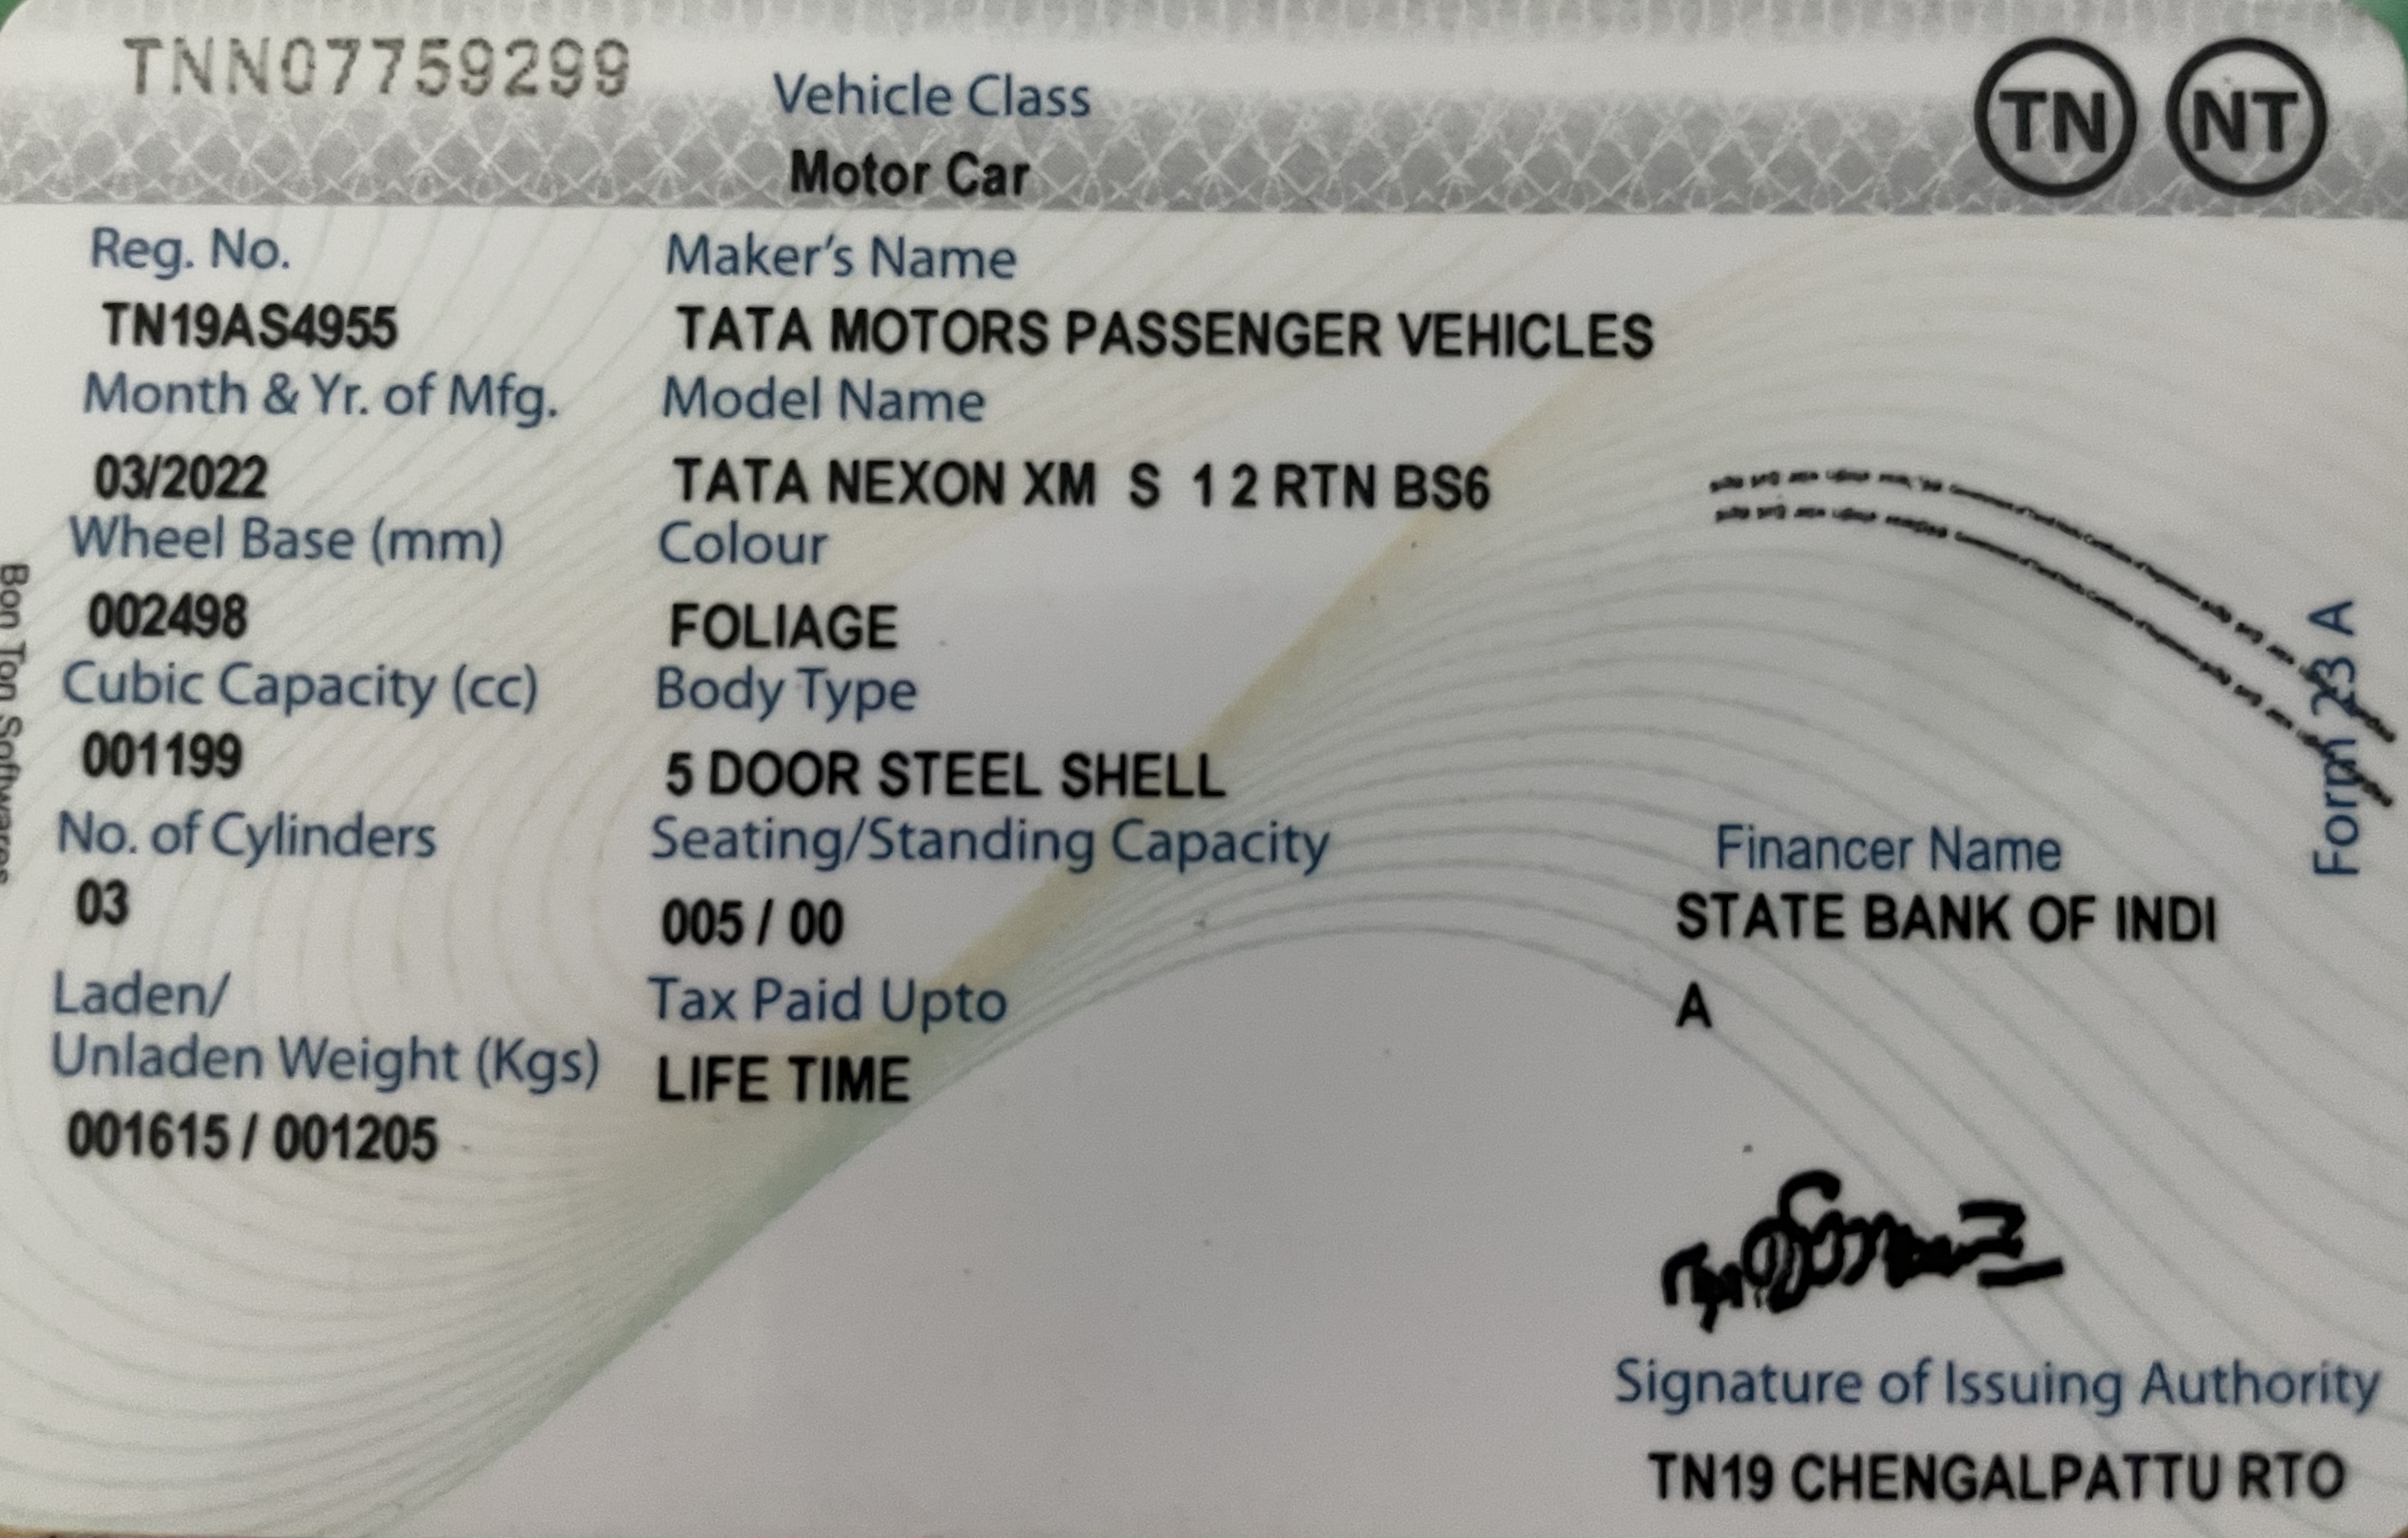 TNN07759299
Vehicle Class
Motor Car
TN NT
Reg. No.
TN19AS4955
Maker's Name
TATA MOTORS PASSENGER VEHICLES
Month & Yr. of Mfg.
03/2022
Model Name
TATA NEXON XM S 1 2 RTN BS6
Wheel Base (mm)
002498
Colour
FOLIAGE
Cubic Capacity (cc)
001199
Body Type
5 DOOR STEEL SHELL
No. of Cylinders
03
Seating/Standing Capacity
005 / 00
Laden/
Unladen Weight (Kgs)
001615 / 001205
Tax Paid Upto
LIFE TIME
Form 23 A
Financer Name
STATE BANK OF INDI
A
Signature of Issuing Authority
TN19 CHENGALPATTU RTO
Bon Ton Softwares